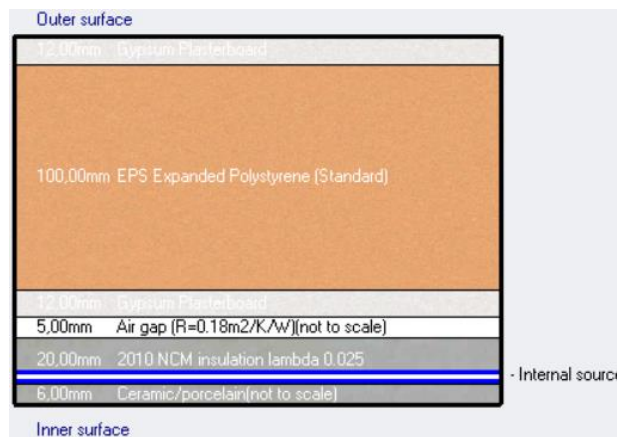 Outer surface
12,00mm Gypsum Plasterboard
100,00mm EPS Expanded Polystyrene (Standard)
12,00mm Gypsum Plasterboard
5,00mm Air gap (R=0.18m2/K/W)(not to scale)
20,00mm 2010 NCM insulation lambda 0.025
- Internal source
6,00mm Ceramic/porcelain(not to scale)
Inner surface